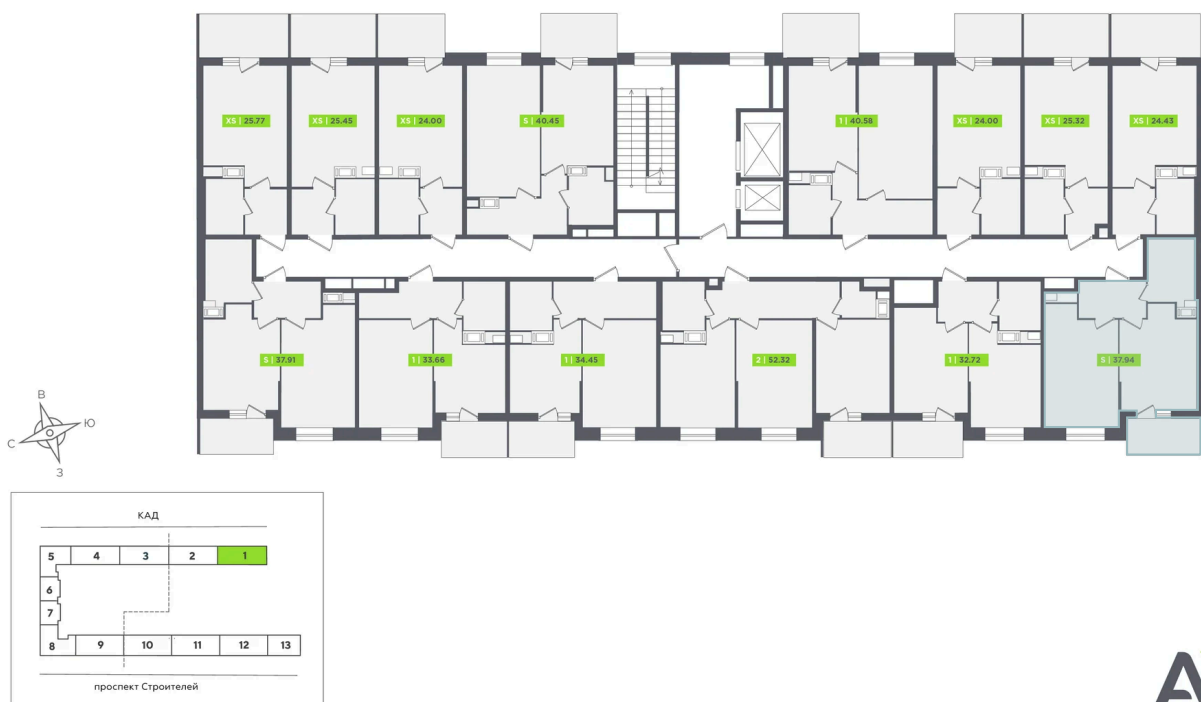 XS | 25.77
XS | 25.45
XS | 24.00
S | 40.45
1 | 40.58
XS | 24.00
XS | 25.32
XS | 24.43
S | 37.91
1 | 33.66
1 | 34.45
2 | 52.32
1 | 32.72
S | 37.94
В
Ю
С
З
КАД
5
4
3
2
1
6
7
8
9
10
11
12
13
проспект Строителей